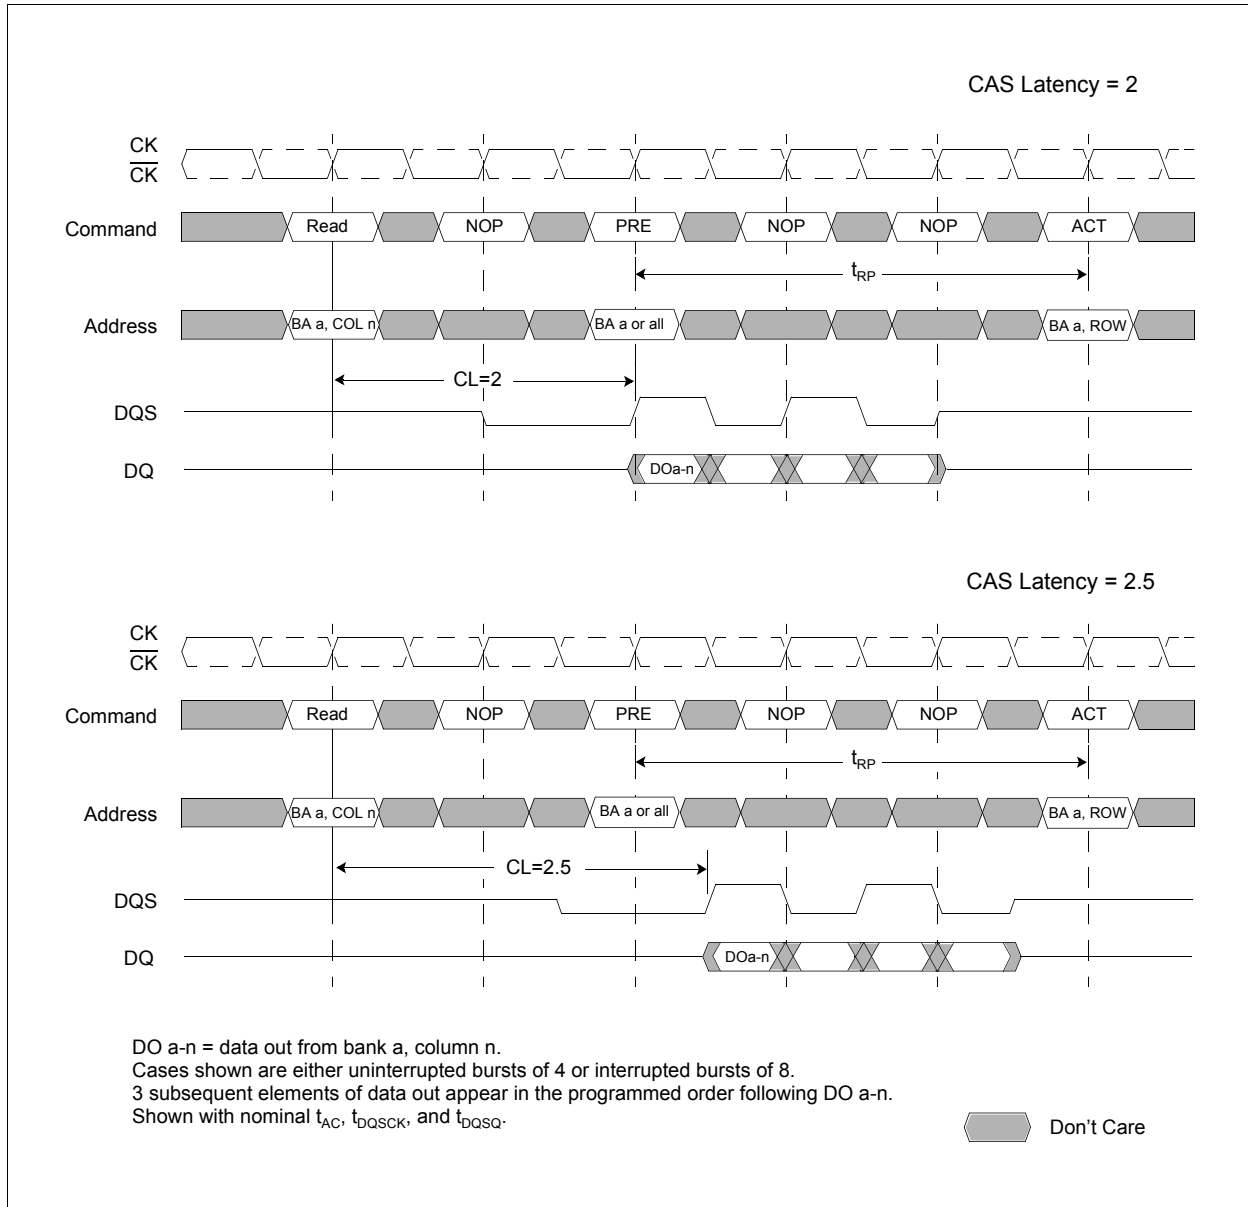 CAS Latency = 2
CK
CK
Command Read NOP PRE NOP NOP ACT
tRP
Address BA a, COL n BA a or all BA a, ROW
CL=2
DQS
DQ DOa-n
CAS Latency = 2.5
CK
CK
Command Read NOP PRE NOP NOP ACT
tRP
Address BA a, COL n BA a or all BA a, ROW
CL=2.5
DQS
DQ DOa-n
DO a-n = data out from bank a, column n.
Cases shown are either uninterrupted bursts of 4 or interrupted bursts of 8.
3 subsequent elements of data out appear in the programmed order following DO a-n.
Shown with nominal tAC, tDQSCK, and tDQSQ.
Don't Care